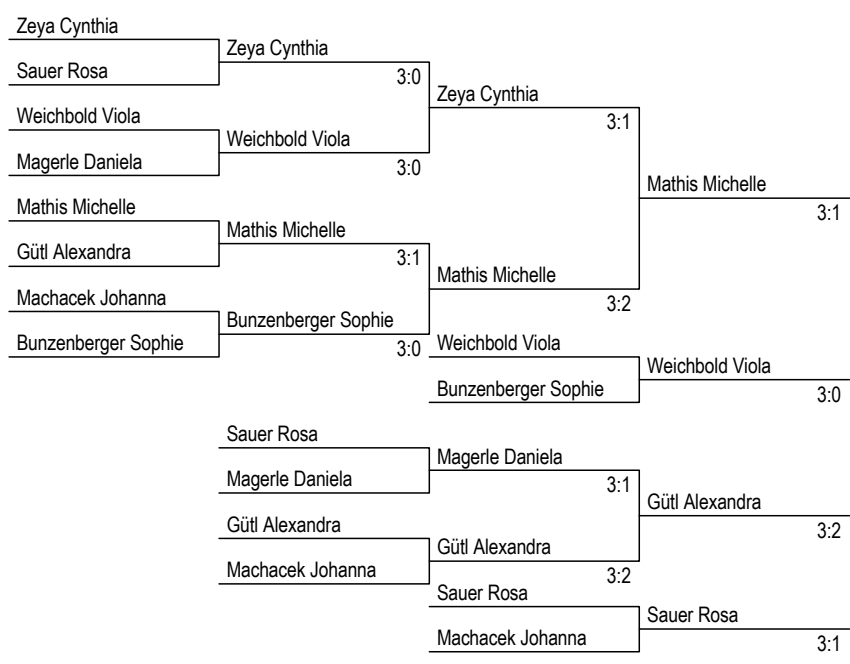 Zeya Cynthia
Zeya Cynthia
Sauer Rosa
3:0
Zeya Cynthia
Weichbold Viola
3:1
Weichbold Viola
Magerle Daniela
3:0
Mathis Michelle
Mathis Michelle
3:1
Mathis Michelle
Gütl Alexandra
3:1
Mathis Michelle
Machacek Johanna
3:2
Bunzenberger Sophie
Bunzenberger Sophie
3:0
Weichbold Viola
Weichbold Viola
Bunzenberger Sophie
3:0
Sauer Rosa
Magerle Daniela
Magerle Daniela
3:1
Gütl Alexandra
Gütl Alexandra
3:2
Gütl Alexandra
Machacek Johanna
3:2
Sauer Rosa
Sauer Rosa
Machacek Johanna
3:1